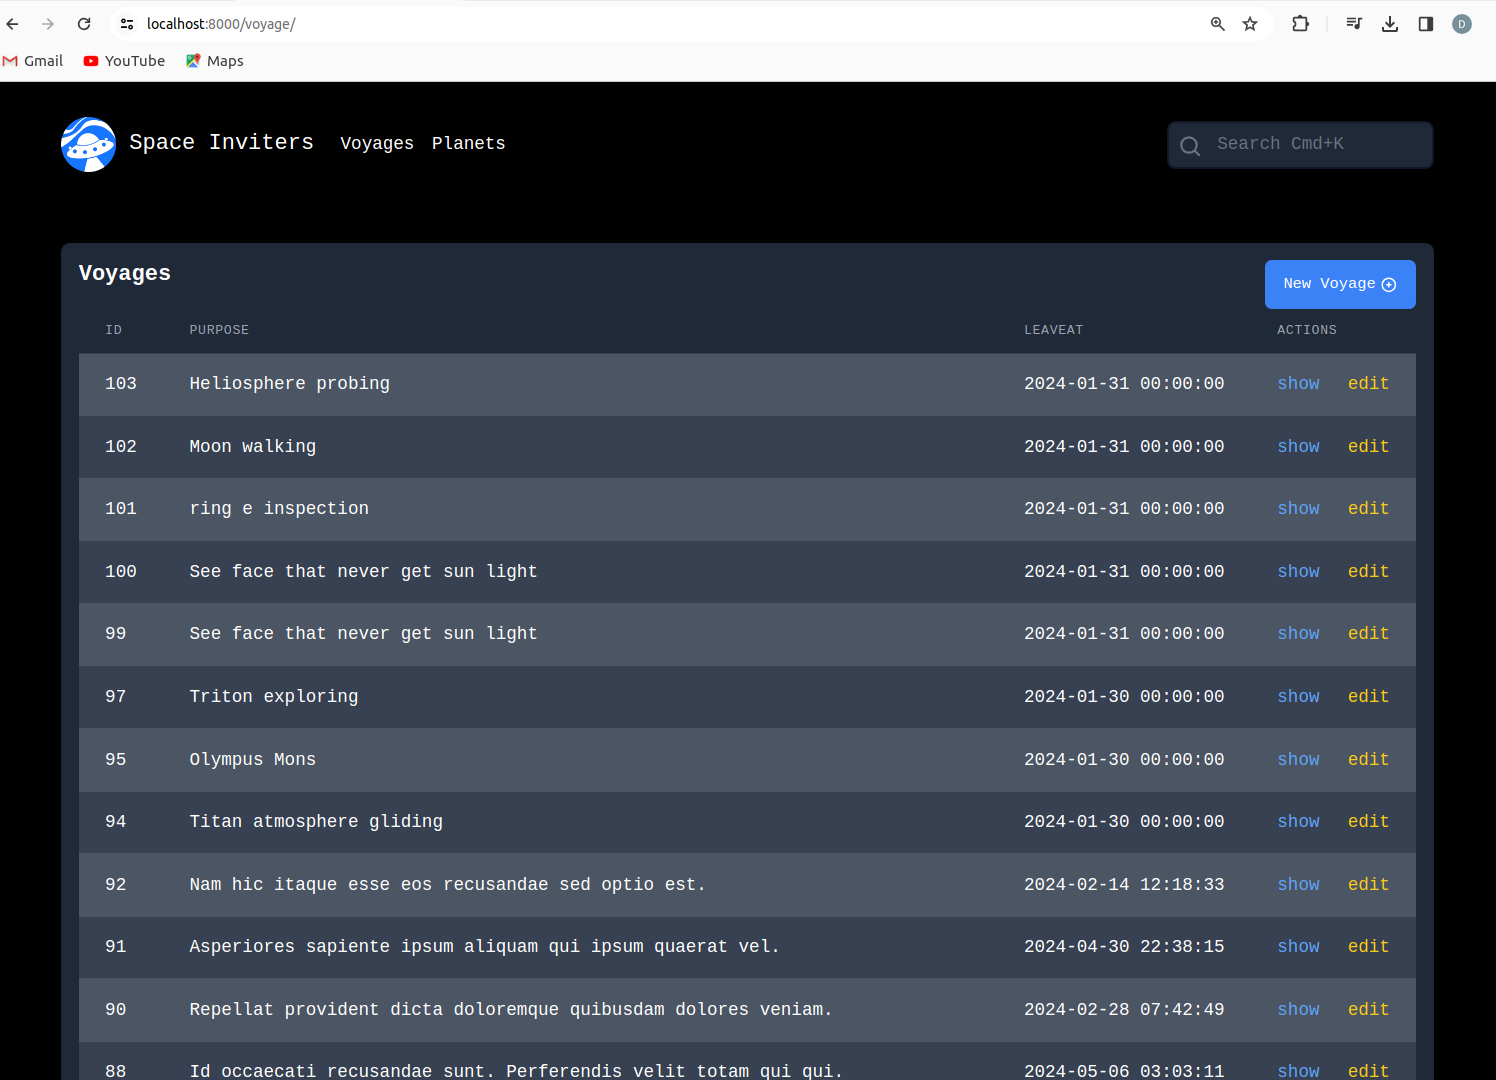 localhost:8000/voyage/
D
Gmail YouTube Maps
Space Inviters Voyages Planets Search Cmd+K
Voyages
New Voyage
ID PURPOSE LEAVEAT ACTIONS
103 Heliosphere probing 2024-01-31 00:00:00 show edit
102 Moon walking 2024-01-31 00:00:00 show edit
101 ring e inspection 2024-01-31 00:00:00 show edit
100 See face that never get sun light 2024-01-31 00:00:00 show edit
99 See face that never get sun light 2024-01-31 00:00:00 show edit
97 Triton exploring 2024-01-30 00:00:00 show edit
95 Olympus Mons 2024-01-30 00:00:00 show edit
94 Titan atmosphere gliding 2024-01-30 00:00:00 show edit
92 Nam hic itaque esse eos recusandae sed optio est. 2024-02-14 12:18:33 show edit
91 Asperiores sapiente ipsum aliquam qui ipsum quaerat vel. 2024-04-30 22:38:15 show edit
90 Repellat provident dicta doloremque quibusdam dolores veniam. 2024-02-28 07:42:49 show edit
88 Id occaecati recusandae sunt. Perferendis velit totam qui qui. 2024-05-06 03:03:11 show edit